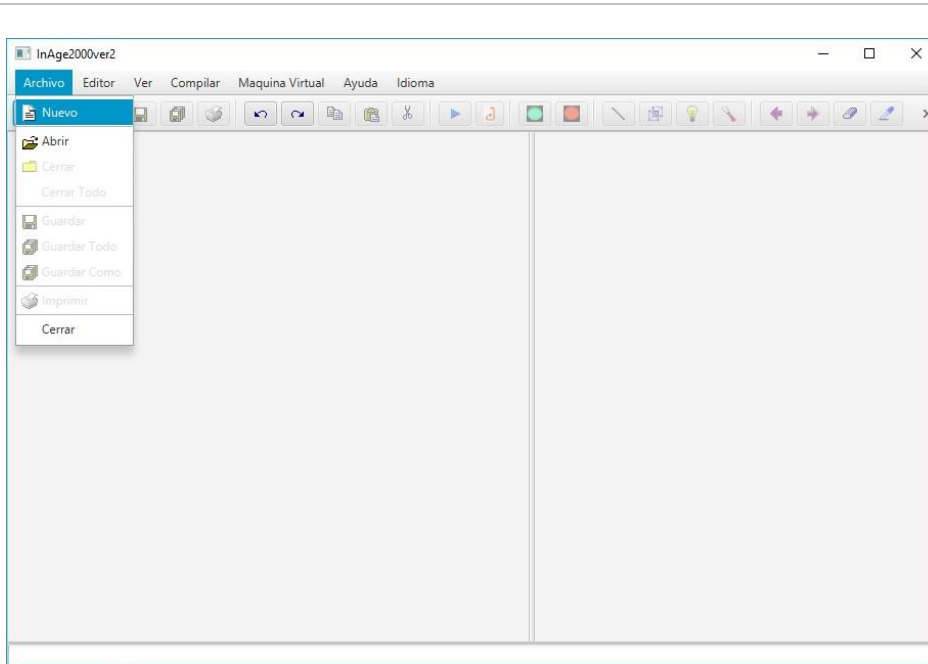 InAge2000ver2
Archivo Editor Ver Compilar Maquina Virtual Ayuda Idioma
Nuevo
Abrir
Cerrar
Cerrar Todo
Guardar
Guardar Todo
Guardar Como
Imprimir
Cerrar